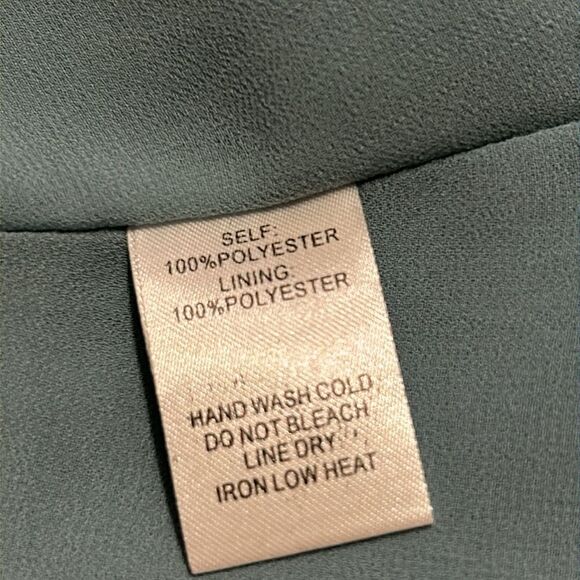 SELF:
100%POLYESTER
LINING:
100%POLYESTER
HAND WASH COLD
DO NOT BLEACH
LINE DRY
IRON LOW HEAT